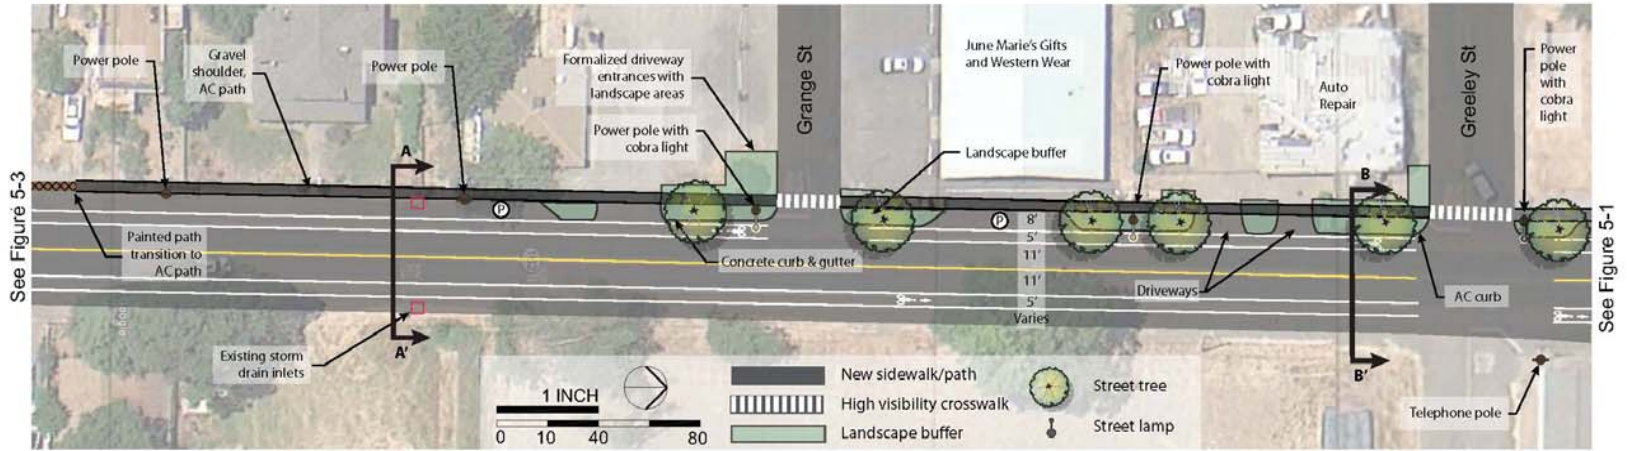 See Figure 5-3
Power pole
Gravel
shoulder,
AC path
Power pole
Formalized driveway
entrances with
landscape areas
Power pole with
cobra light
Grange St
June Marie's Gifts
and Western Wear
Landscape buffer
Power pole with
cobra light
Auto
Repair
Greeley St
Power
pole
with
cobra
light
See Figure 5-1
A
B
P
P
Painted path
transition to
AC path
Concrete curb & gutter
8'
5'
11'
11'
5'
Varies
Driveways
AC curb
A'
B'
Existing storm
drain inlets
Telephone pole
1 INCH
0 10 40 80
New sidewalk/path
High visibility crosswalk
Landscape buffer
Street tree
Street lamp